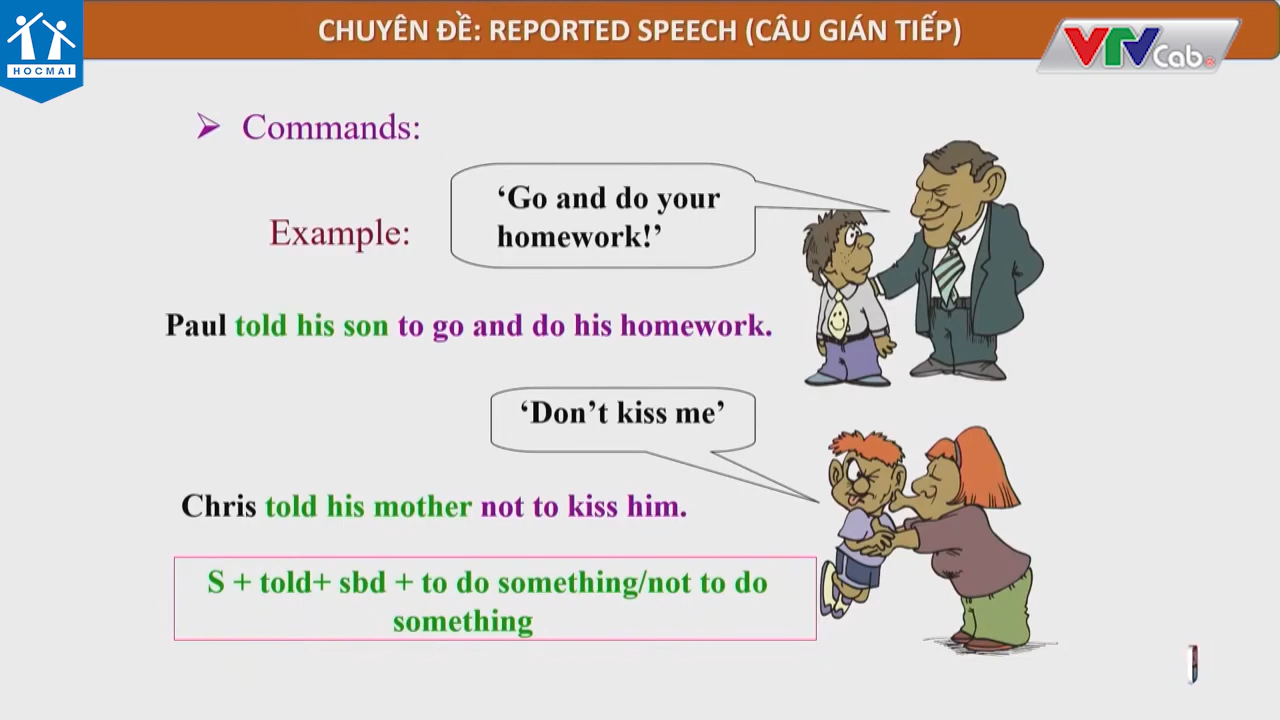 CHUYÊN ĐỀ: REPORTED SPEECH (CÂU GIÁN TIẾP)
HOCMAI
VTVCab
Commands:
‘Go and do your
homework!’
Example:
Paul told his son to go and do his homework.
‘Don’t kiss me’
Chris told his mother not to kiss him.
S + told+ sbd + to do something/not to do
something